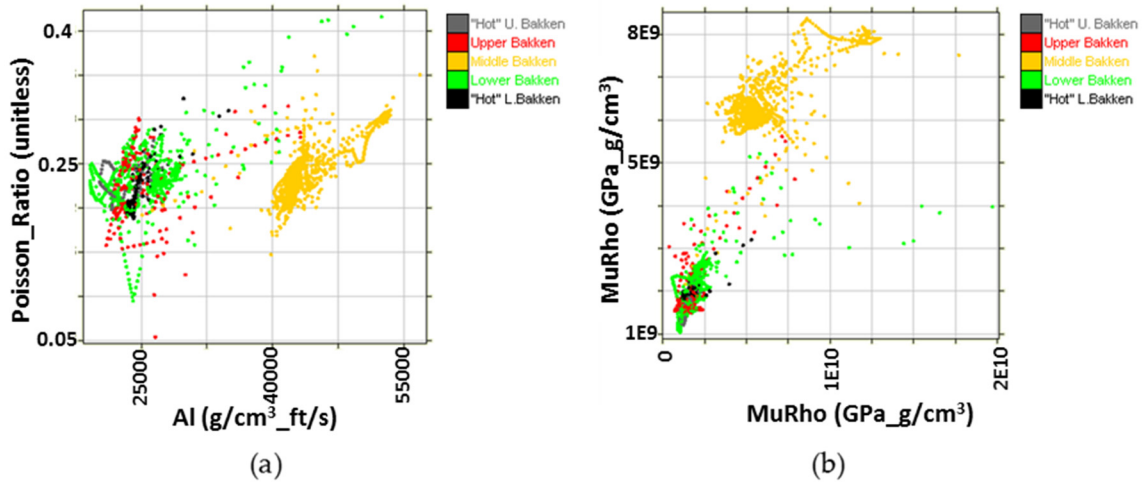 0.4
0.25
0.05
Poisson_Ratio (unitless)
25000
40000
55000
AI (g/cm³_ft/s)
"Hot" U. Bakken
Upper Bakken
Middle Bakken
Lower Bakken
"Hot" L.Bakken
(a)
8E9
5E9
1E9
MuRho (GPa_g/cm³)
0
1E10
2E10
MuRho (GPa_g/cm³)
"Hot" U. Bakken
Upper Bakken
Middle Bakken
Lower Bakken
"Hot" L.Bakken
(b)